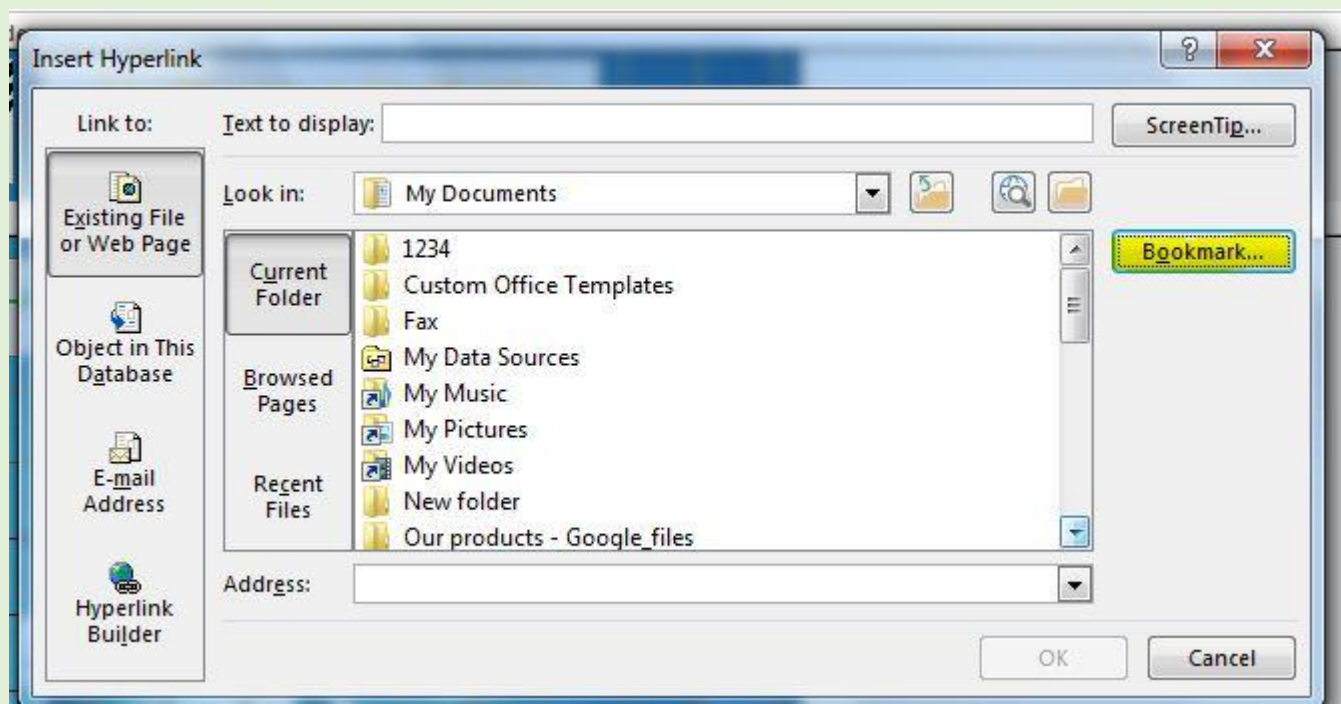 Insert Hyperlink
Link to:
Text to display:
ScreenTip...
Existing File
or Web Page
Look in:
My Documents
Bookmark...
Object in This
Database
Current
Folder
Browsed
Pages
Recent
Files
1234
Custom Office Templates
Fax
My Data Sources
My Music
My Pictures
My Videos
New folder
Our products - Google_files
E-mail
Address
Hyperlink
Builder
Address:
OK
Cancel